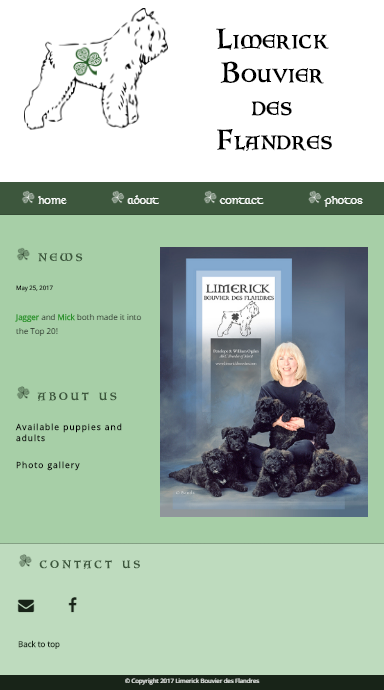 Limerick
Bouvier
des
Flandres
home
about
contact
photos
NEWS
May 25, 2017
Jagger and Mick both made it into
the Top 20!
ABOUT US
Available puppies and
adults
Photo gallery
LIMERICK
BOUVIER DES FLANDRES
CONTACT US
Back to top
© Copyright 2017 Limerick Bouvier des Flandres